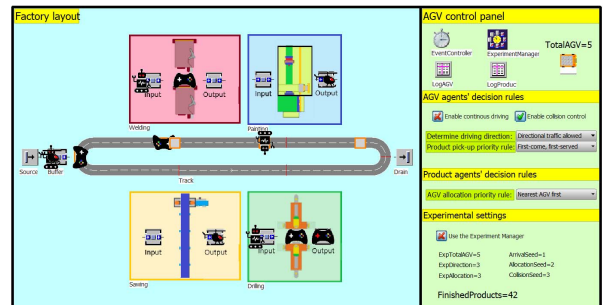 Factory layout
Input
Output
Welding
Input
Output
Painting
Source
Buffer
Track
Drain
Input
Output
Sawing
Input
Output
Drilling
AGV control panel
EventController
ExperimentManager
TotalAGV=5
LogAGV
LogProduc
AGV agents' decision rules
Enable continous driving
Enable collision control
Determine driving direction:
Directional traffic allowed
Product pick-up priority rule:
First-come, first-served
Product agents' decision rules
AGV allocation priority rule:
Nearest AGV first
Experimental settings
Use the Experiment Manager
ExpTotalAGV=5
ArrivalSeed=1
ExpDirection=3
AllocationSeed=2
ExpAllocation=3
CollisionSeed=3
FinishedProducts=42